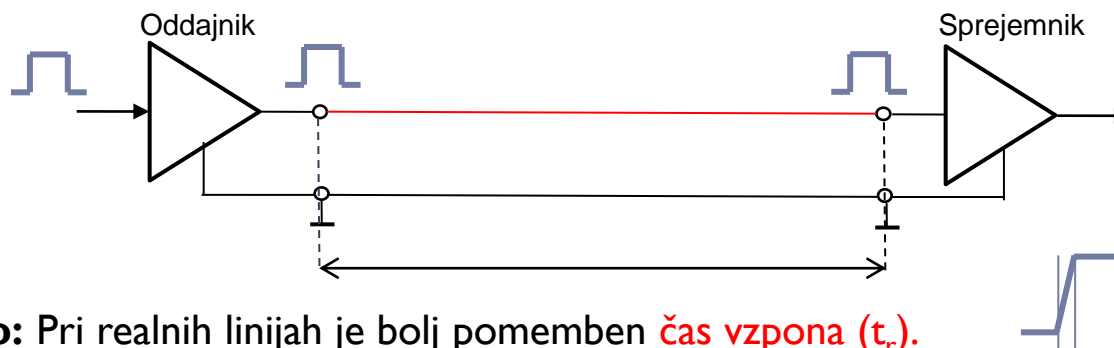 Oddajnik
Sprejemnik
o: Pri realnih linijah je bolj pomemben čas vzpona (tr).